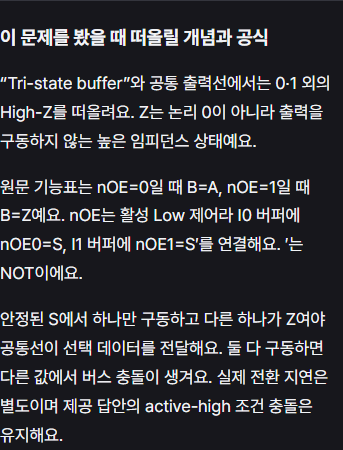 이 문제를 봤을 때 떠올릴 개념과 공식
“Tri-state buffer”와 공통 출력선에서는 0·1 외의
High-Z를 떠올려요. Z는 논리 0이 아니라 출력을
구동하지 않는 높은 임피던스 상태예요.
원문 기능표는 nOE=0일 때 B=A, nOE=1일 때
B=Z예요. nOE는 활성 Low 제어라 I0 버퍼에
nOE0=S, I1 버퍼에 nOE1=S′를 연결해요. ′는
NOT이에요.
안정된 S에서 하나만 구동하고 다른 하나가 Z여야
공통선이 선택 데이터를 전달해요. 둘 다 구동하면
다른 값에서 버스 충돌이 생겨요. 실제 전환 지연은
별도이며 제공 답안의 active-high 조건 충돌은
유지해요.